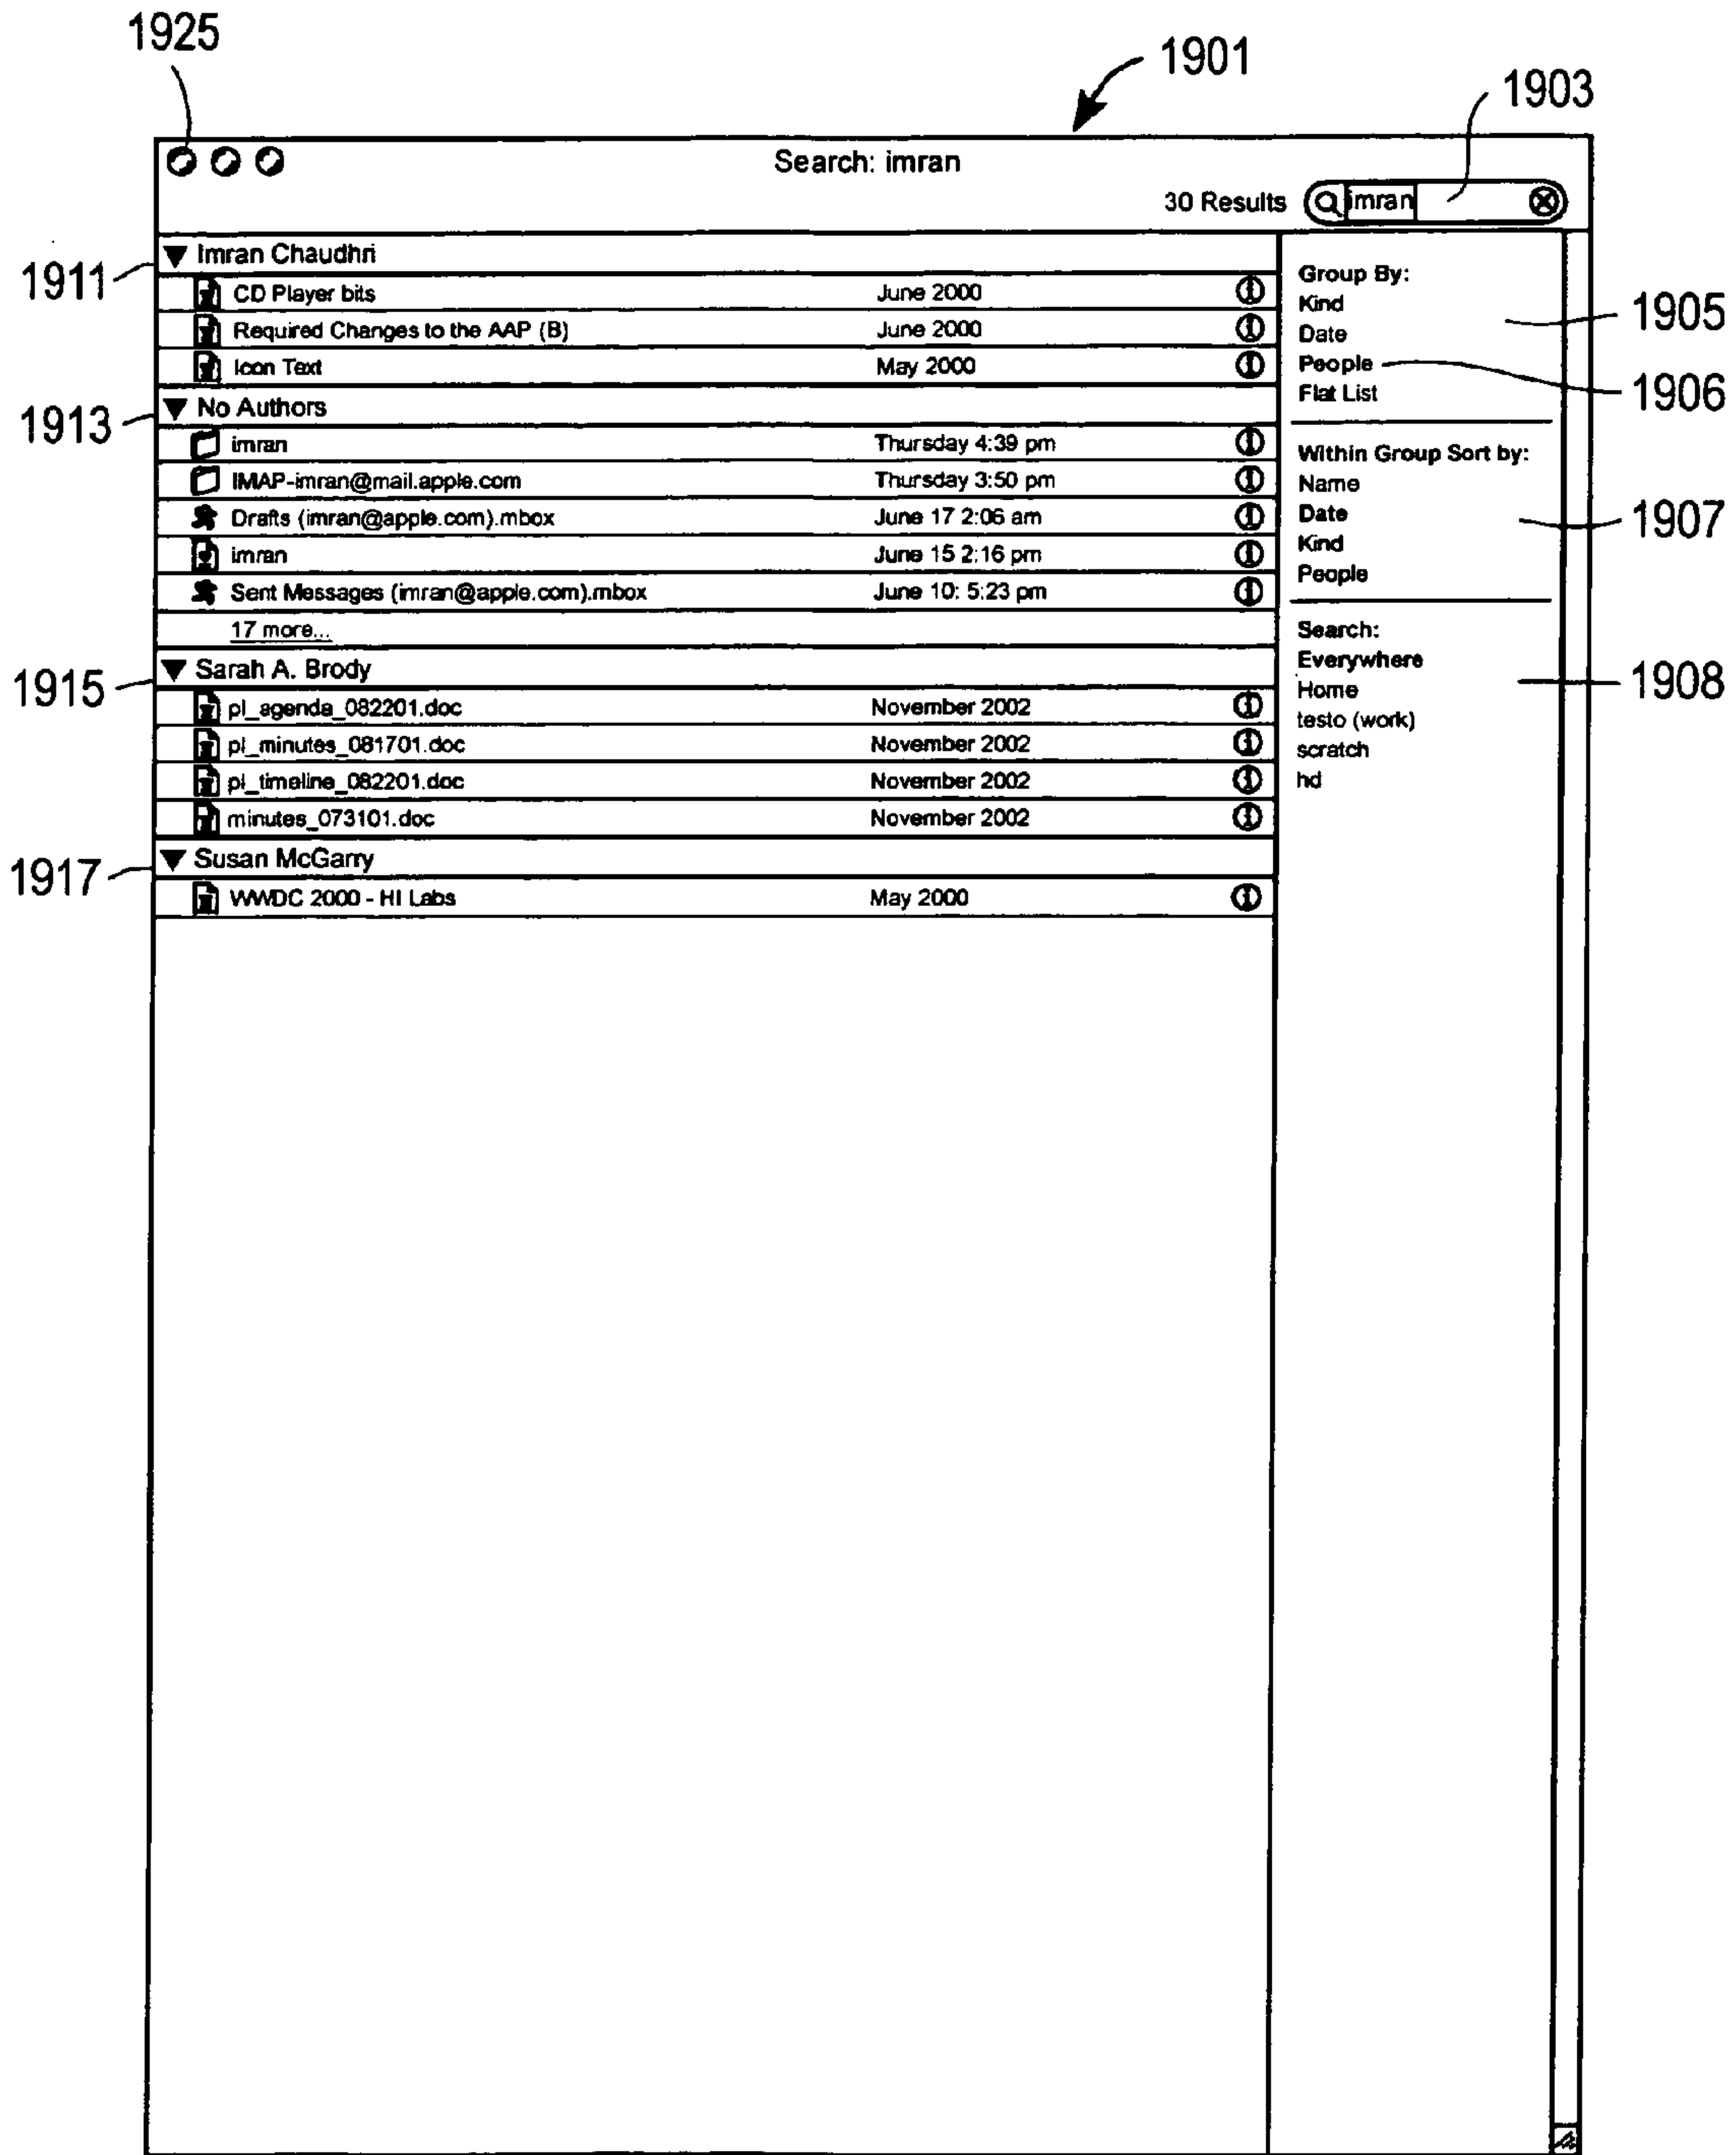 1925
1901
1903
Search: imran
30 Results
imran
1911
Imran Chaudhri
CD Player bits June 2000
Required Changes to the AAP (B) June 2000
Icon Text May 2000
1913
No Authors
imran Thursday 4:39 pm
IMAP-imran@mail.apple.com Thursday 3:50 pm
Drafts (imran@apple.com).mbox June 17 2:06 am
imran June 15 2:16 pm
Sent Messages (imran@apple.com).mbox June 10: 5:23 pm
17 more...
1915
Sarah A. Brody
pl_agenda_082201.doc November 2002
pl_minutes_081701.doc November 2002
pl_timeline_082201.doc November 2002
minutes_073101.doc November 2002
1917
Susan McGarry
WWDC 2000 - HI Labs May 2000
Group By:
Kind
Date
People
Flat List
1905
1906
Within Group Sort by:
Name
Date
Kind
People
1907
Search:
Everywhere
Home
testo (work)
scratch
hd
1908